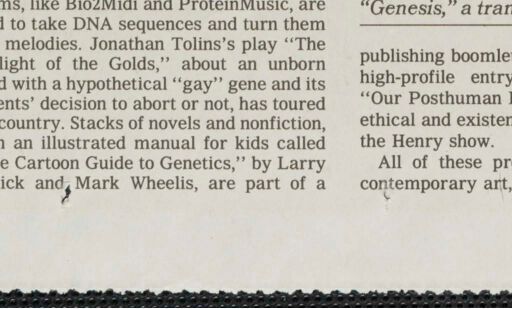 ms, like Bio2Midi and ProteinMusic, are
d to take DNA sequences and turn them
melodies. Jonathan Tolins's play "The
light of the Golds," about an unborn
d with a hypothetical "gay" gene and its
ents' decision to abort or not, has toured
country. Stacks of novels and nonfiction,
n an illustrated manual for kids called
e Cartoon Guide to Genetics," by Larry
ick and Mark Wheelis, are part of a
"Genesis," a tran
publishing boomle
high-profile entry
"Our Posthuman
ethical and existen
the Henry show.
All of these pr
contemporary art,